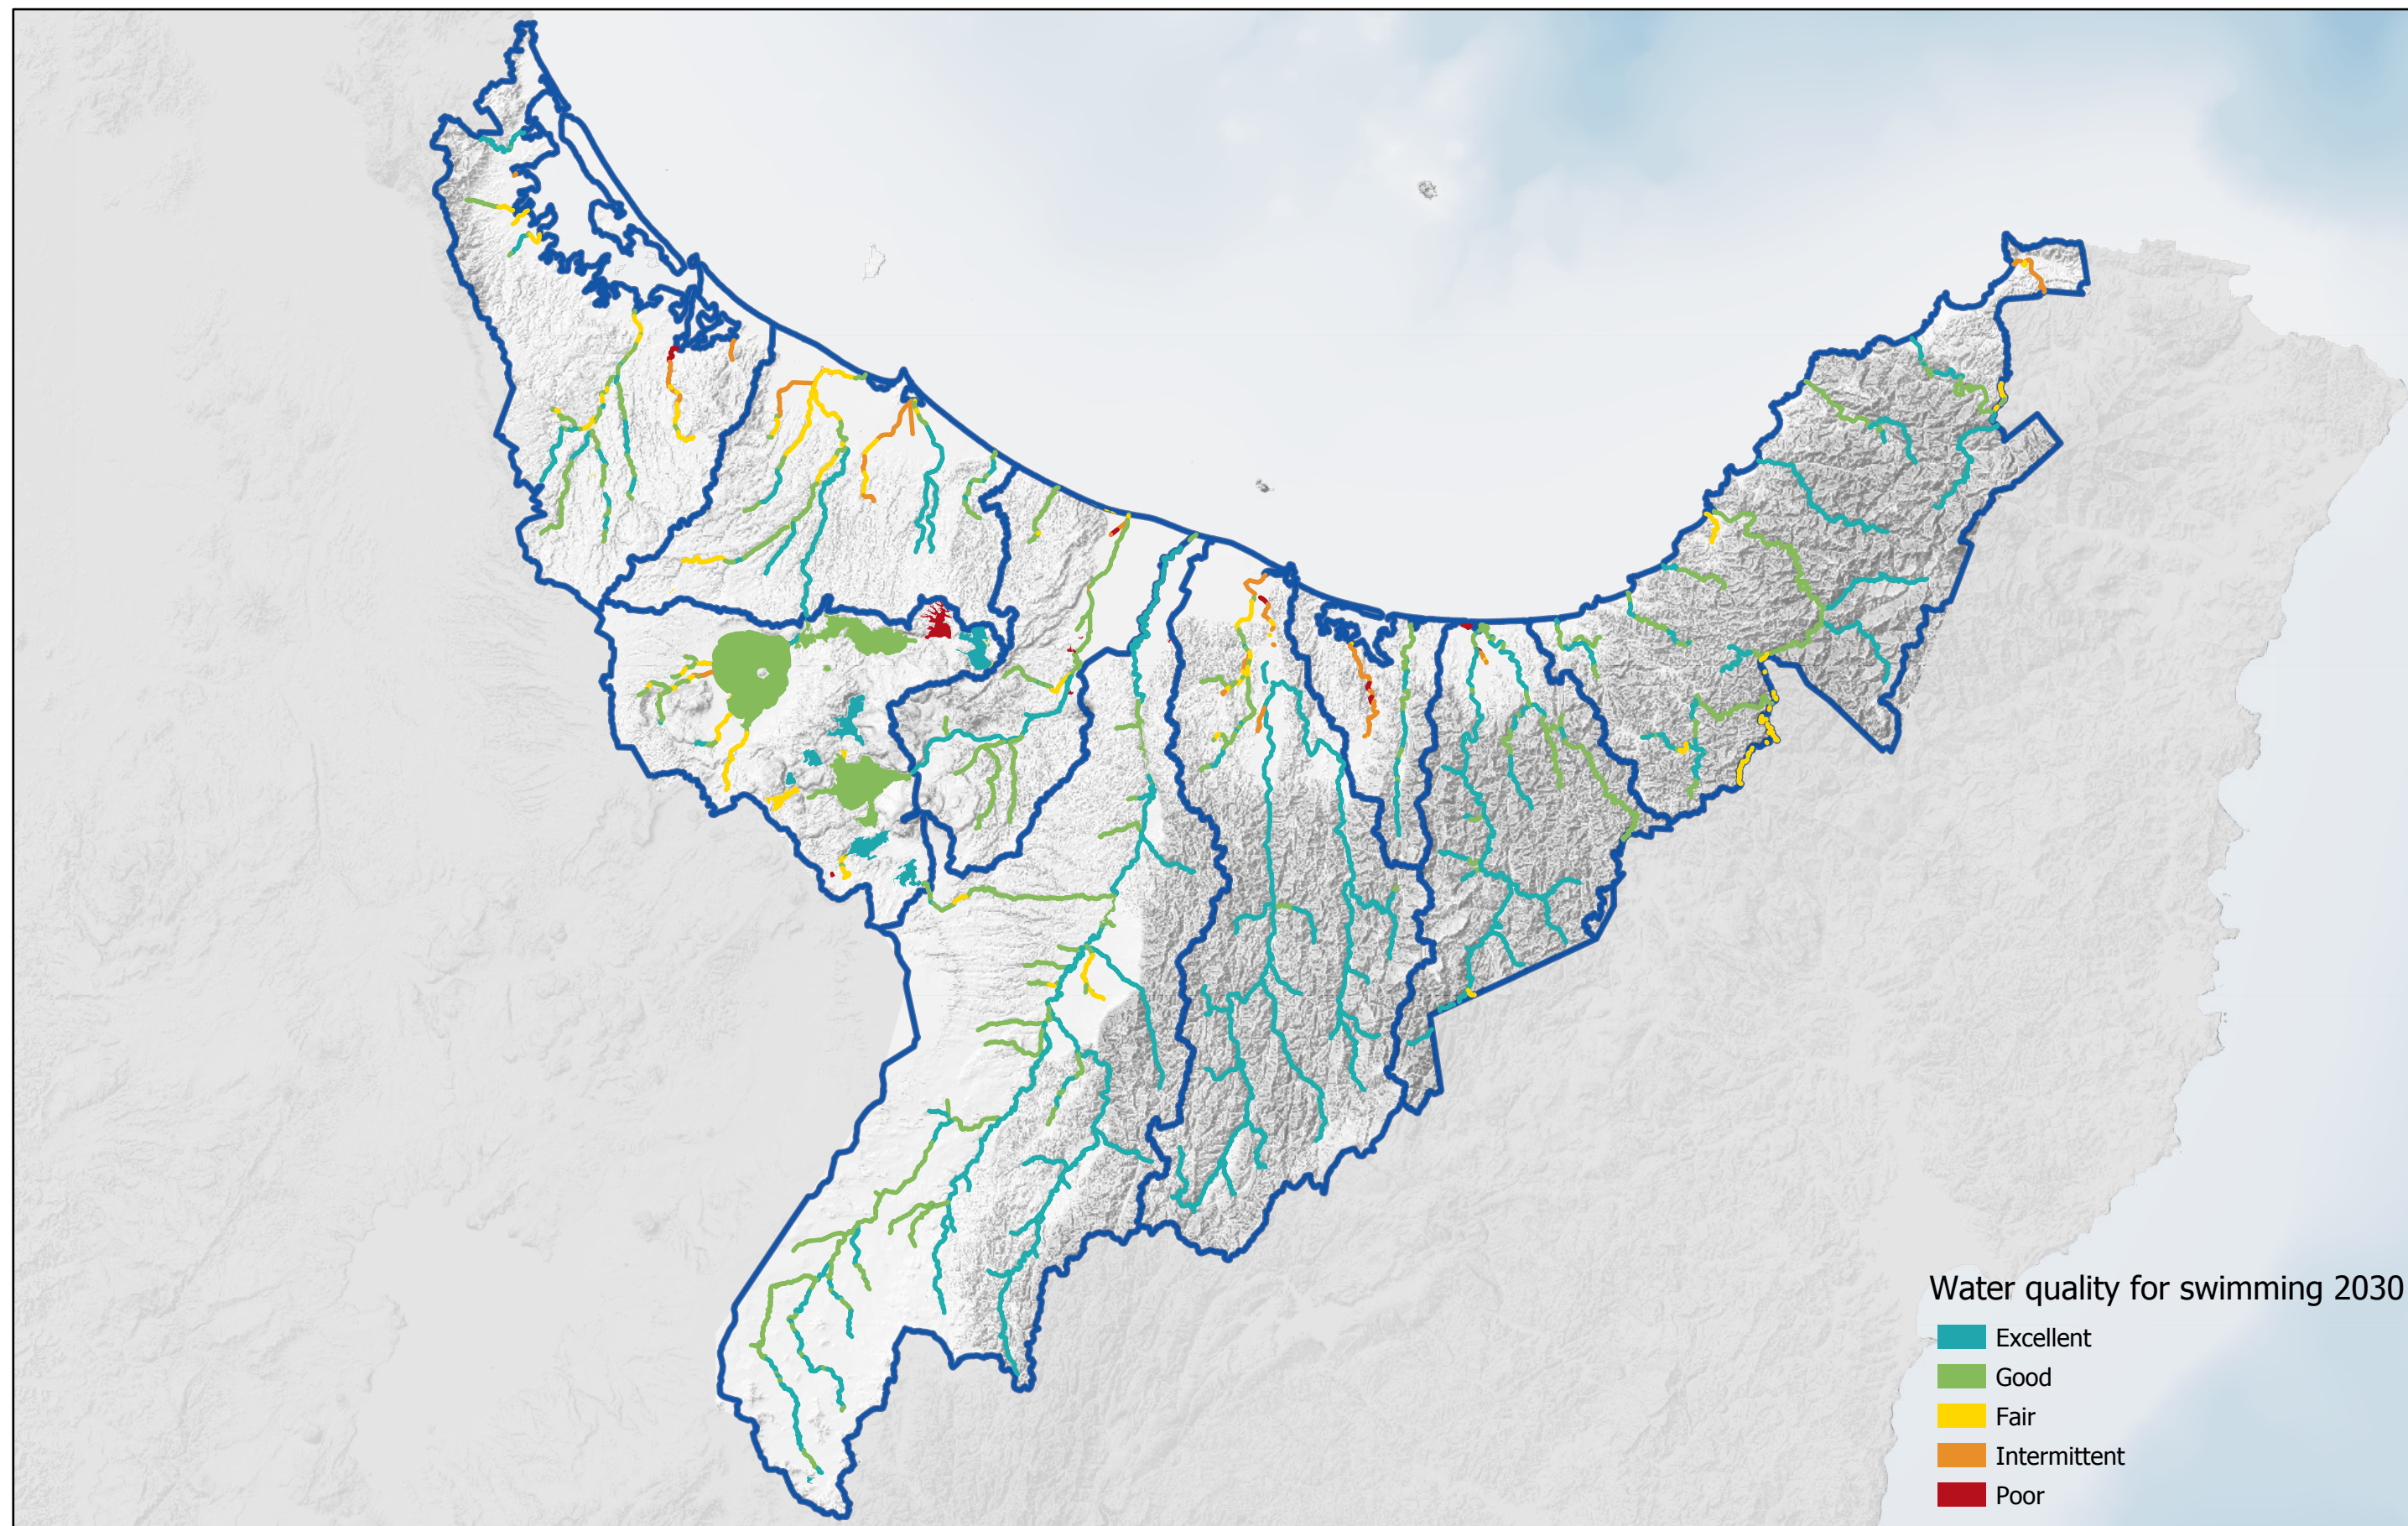 Water quality for swimming 2030
Excellent
Good
Fair
Intermittent
Poor